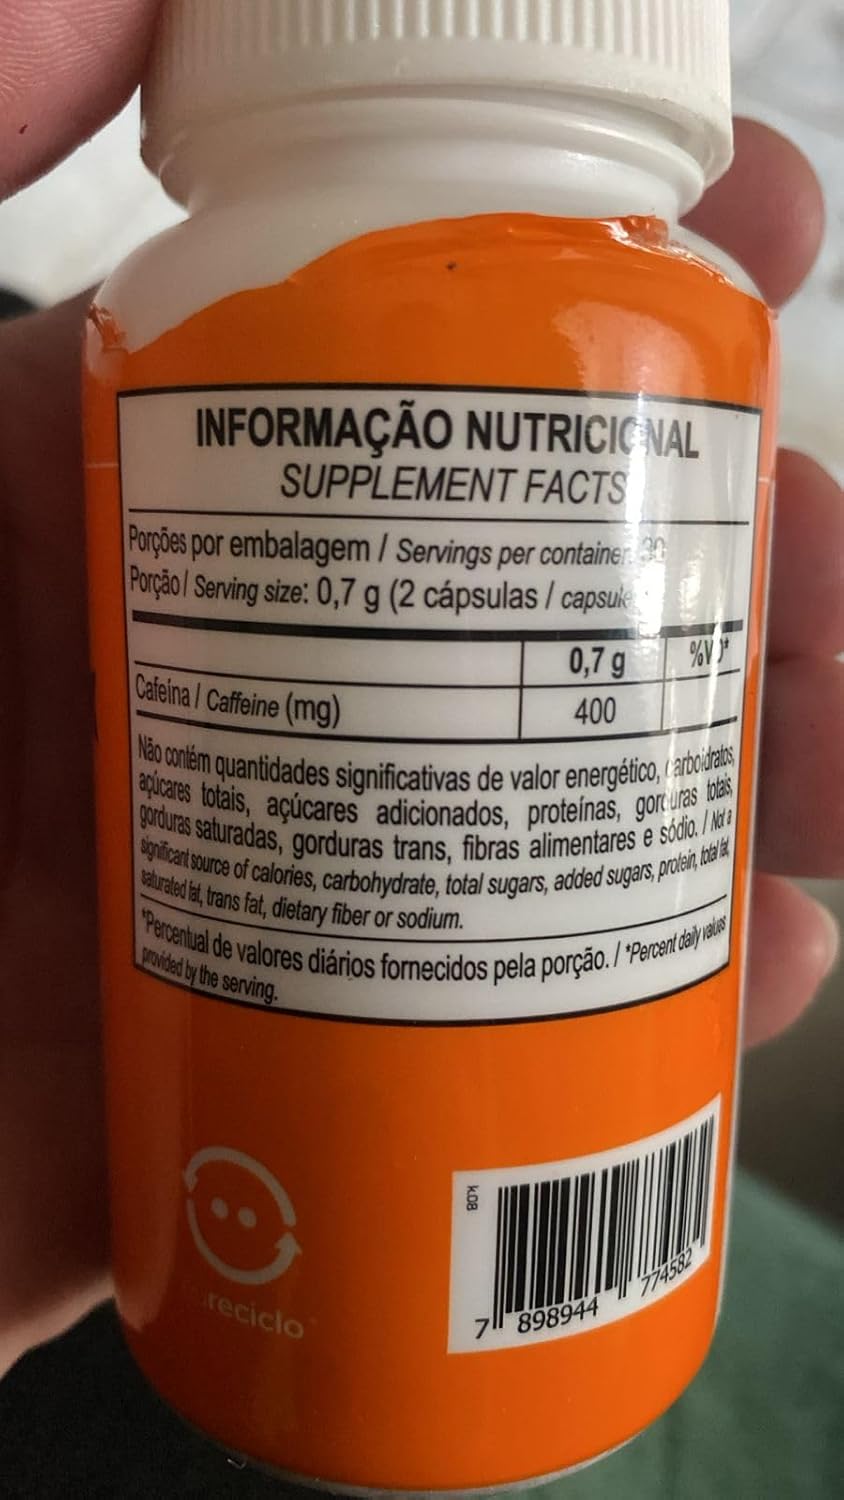 INFORMAÇÃO NUTRICIONAL
SUPPLEMENT FACTS
Porções por embalagem / Servings per container: 30
Porção / Serving size: 0,7 g (2 cápsulas / capsule
0,7 g %VD*
Cafeína / Caffeine (mg) 400
Não contém quantidades significativas de valor energético, carboidratos,
açúcares totais, açúcares adicionados, proteínas, gorduras totais,
gorduras saturadas, gorduras trans, fibras alimentares e sódio. / Not a
significant source of calories, carbohydrate, total sugars, added sugars, protein, total fat,
saturated fat, trans fat, dietary fiber or sodium.
*Percentual de valores diários fornecidos pela porção. / *Percent daily values
provided by the serving.
k08
reciclo
7 898944 774582